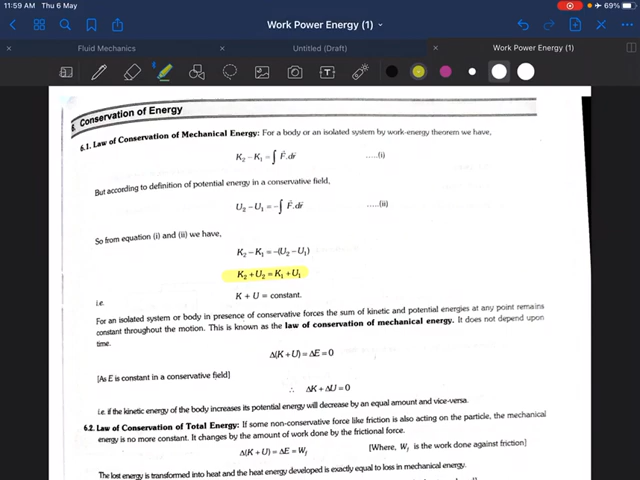 11:59 AM Thu 6 May
69%
Work Power Energy (1)
Fluid Mechanics
Untitled (Draft)
Work Power Energy (1)
6. Conservation of Energy
6.1. Law of Conservation of Mechanical Energy: For a body or an isolated system by work-energy theorem we have,
K₂ – K₁ = ∫ F⃗.dr⃗ .....(i)
But according to definition of potential energy in a conservative field,
U₂ – U₁ = –∫ F⃗.dr⃗ .....(ii)
So from equation (i) and (ii) we have,
K₂ – K₁ = –(U₂ – U₁)
K₂ + U₂ = K₁ + U₁
i.e. K + U = constant.
For an isolated system or body in presence of conservative forces the sum of kinetic and potential energies at any point remains
constant throughout the motion. This is known as the law of conservation of mechanical energy. It does not depend upon
time.
Δ(K + U) = ΔE = 0
[As E is constant in a conservative field]
∴ ΔK + ΔU = 0
i.e. if the kinetic energy of the body increases its potential energy will decrease by an equal amount and vice-versa.
6.2. Law of Conservation of Total Energy: If some non-conservative force like friction is also acting on the particle, the mechanical
energy is no more constant. It changes by the amount of work done by the frictional force.
Δ(K + U) = ΔE = Wf [Where, Wf is the work done against friction]
The lost energy is transformed into heat and the heat energy developed is exactly equal to loss in mechanical energy.